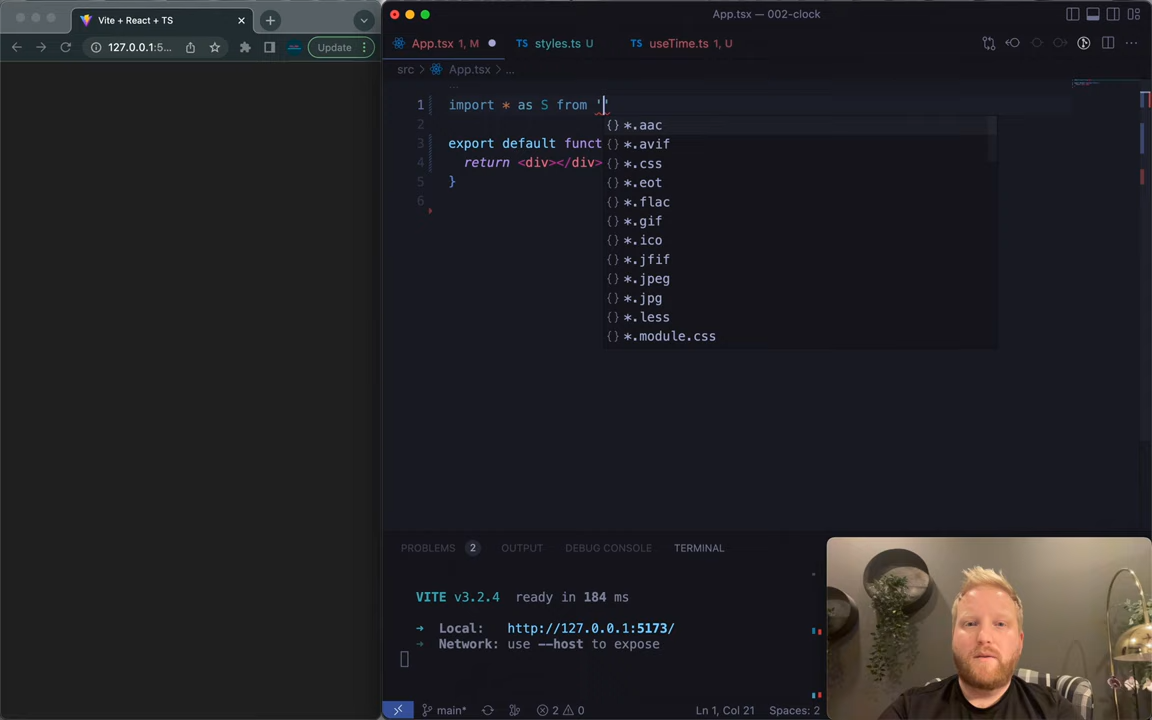 Vite + React + TS
127.0.0.1:5...
Update
App.tsx — 002-clock
App.tsx 1, M
TS styles.ts U
TS useTime.ts 1, U
src > App.tsx > ...
1 import * as S from ''
2
3 export default funct
4 return <div></div>
5 }
6
{} *.aac
{} *.avif
{} *.css
{} *.eot
{} *.flac
{} *.gif
{} *.ico
{} *.jfif
{} *.jpeg
{} *.jpg
{} *.less
{} *.module.css
PROBLEMS 2 OUTPUT DEBUG CONSOLE TERMINAL
VITE v3.2.4 ready in 184 ms
➜ Local: http://127.0.0.1:5173/
➜ Network: use --host to expose
main* 2 0 Ln 1, Col 21 Spaces: 2